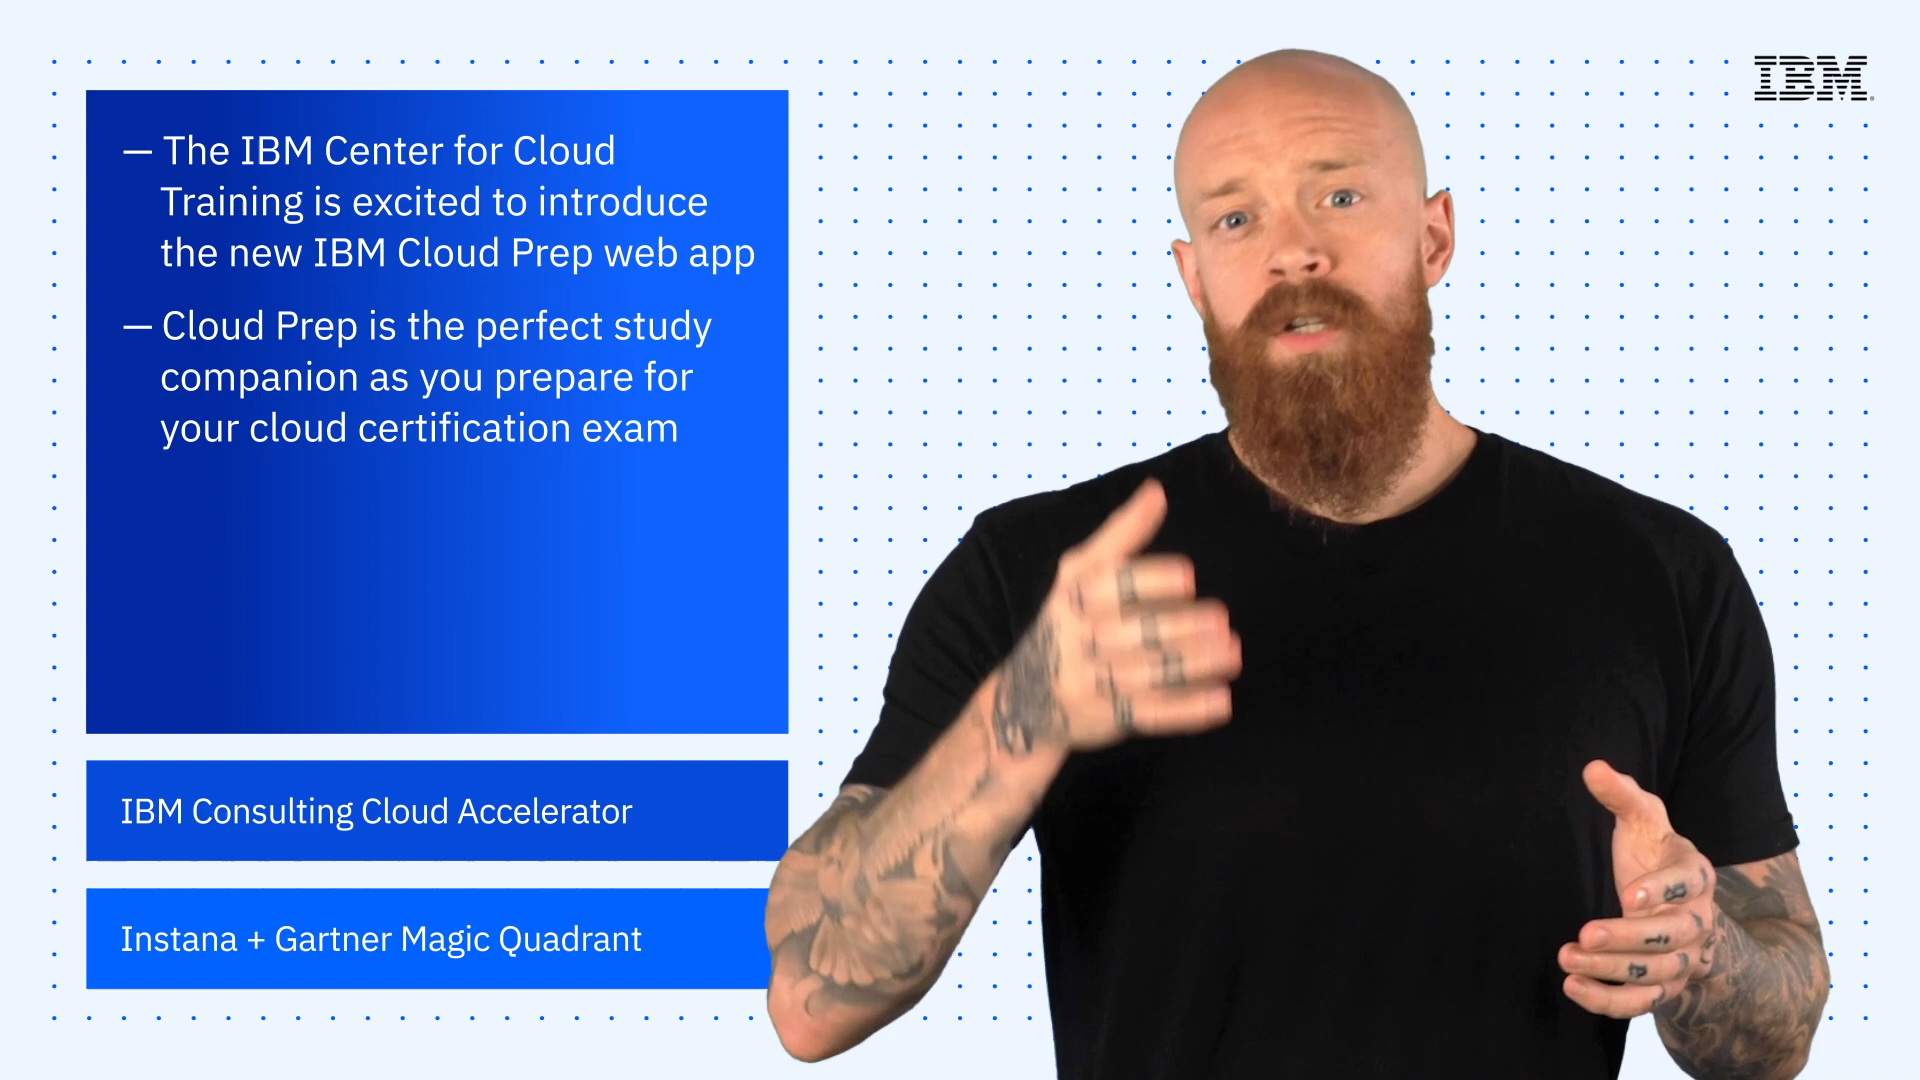 IBM
— The IBM Center for Cloud
Training is excited to introduce
the new IBM Cloud Prep web app
— Cloud Prep is the perfect study
companion as you prepare for
your cloud certification exam
IBM Consulting Cloud Accelerator
Instana + Gartner Magic Quadrant